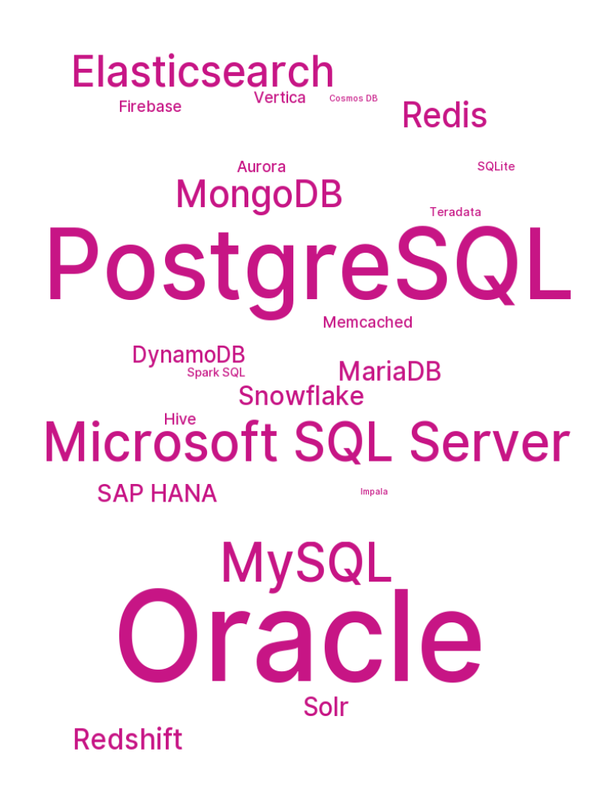 Elasticsearch
Vertica
Cosmos DB
Firebase
Redis
Aurora
SQLite
MongoDB
Teradata
PostgreSQL
Memcached
DynamoDB
Spark SQL
MariaDB
Snowflake
Hive
Microsoft SQL Server
SAP HANA
Impala
MySQL
Oracle
Solr
Redshift